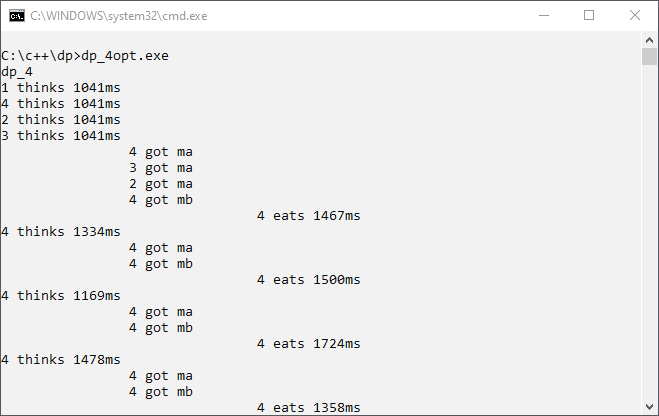 C:\WINDOWS\system32\cmd.exe
C:\c++\dp>dp_4opt.exe
dp_4
1 thinks 1041ms
4 thinks 1041ms
2 thinks 1041ms
3 thinks 1041ms
4 got ma
3 got ma
2 got ma
4 got mb
4 eats 1467ms
4 thinks 1334ms
4 got ma
4 got mb
4 eats 1500ms
4 thinks 1169ms
4 got ma
4 got mb
4 eats 1724ms
4 thinks 1478ms
4 got ma
4 got mb
4 eats 1358ms